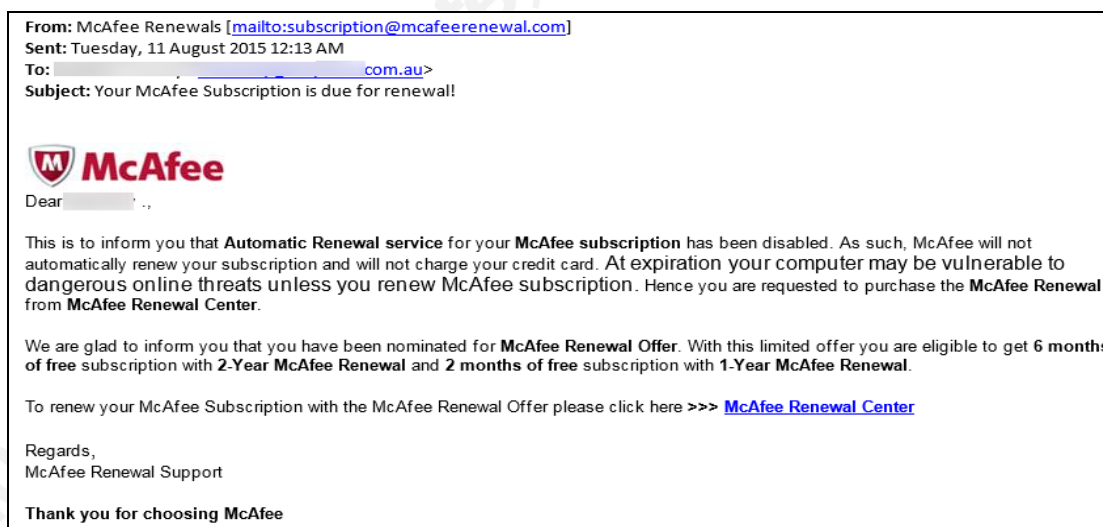 From: McAfee Renewals [mailto:subscription@mcafeerenewal.com]
Sent: Tuesday, 11 August 2015 12:13 AM
To: com.au>
Subject: Your McAfee Subscription is due for renewal!
McAfee
Dear .,
This is to inform you that Automatic Renewal service for your McAfee subscription has been disabled. As such, McAfee will not
automatically renew your subscription and will not charge your credit card. At expiration your computer may be vulnerable to
dangerous online threats unless you renew McAfee subscription. Hence you are requested to purchase the McAfee Renewal
from McAfee Renewal Center.
We are glad to inform you that you have been nominated for McAfee Renewal Offer. With this limited offer you are eligible to get 6 months
of free subscription with 2-Year McAfee Renewal and 2 months of free subscription with 1-Year McAfee Renewal.
To renew your McAfee Subscription with the McAfee Renewal Offer please click here >>> McAfee Renewal Center
Regards,
McAfee Renewal Support
Thank you for choosing McAfee